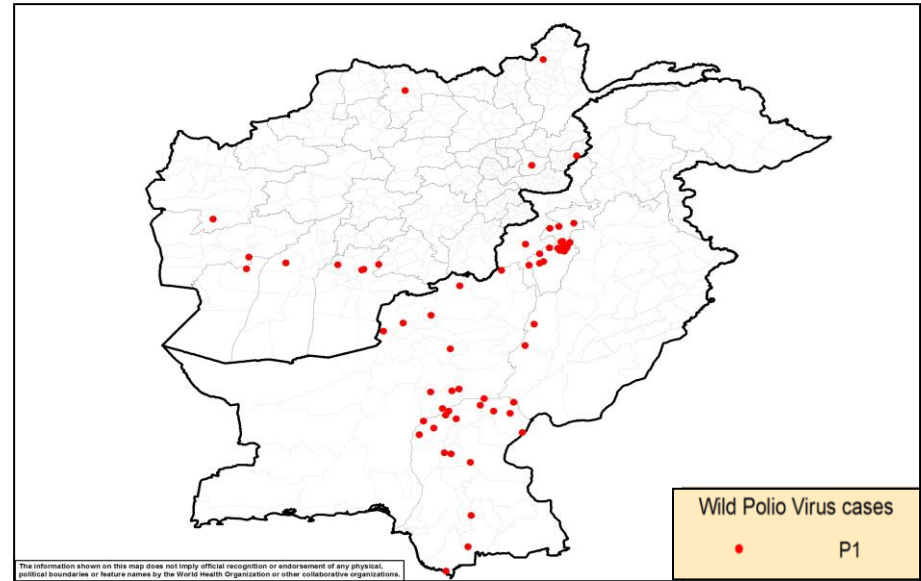 Wild Polio Virus cases
P1
The information shown on this map does not imply official recognition or endorsement of any physical,
political boundaries or feature names by the World Health Organization or other collaborative organizations.